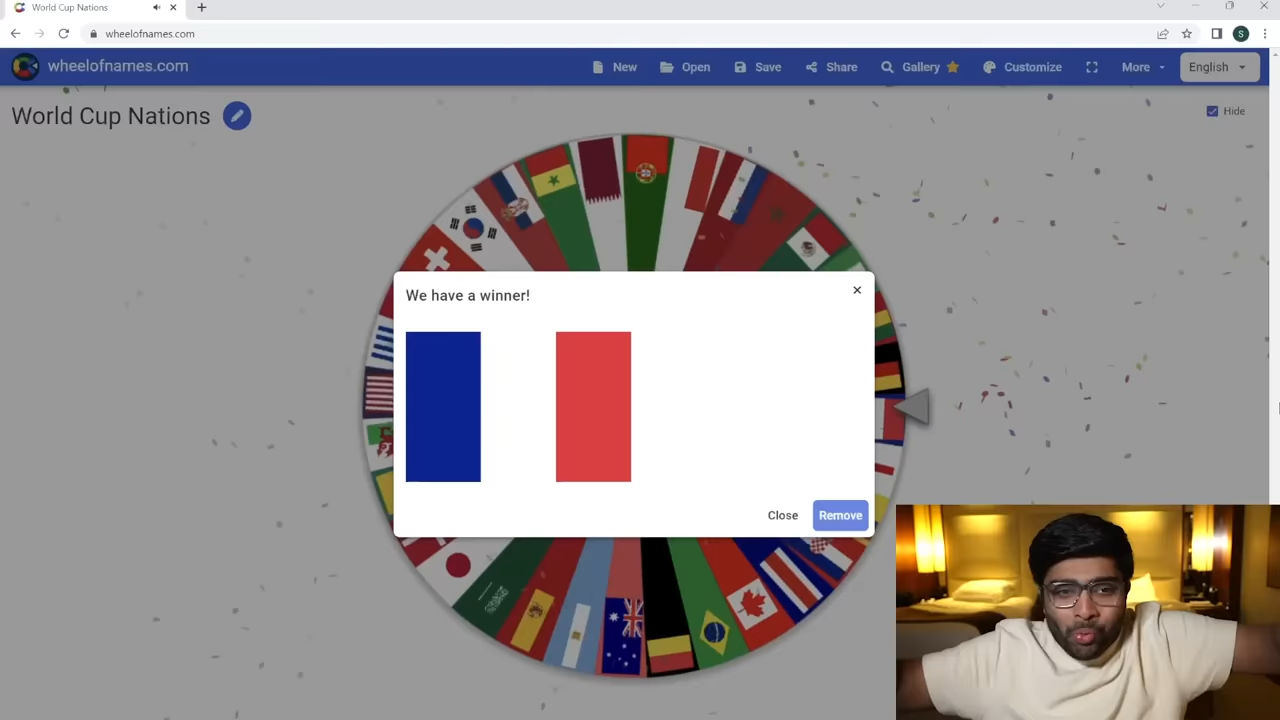 World Cup Nations
wheelofnames.com
wheelofnames.com
New
Open
Save
Share
Gallery
Customize
More
English
World Cup Nations
Hide
We have a winner!
Close
Remove
S